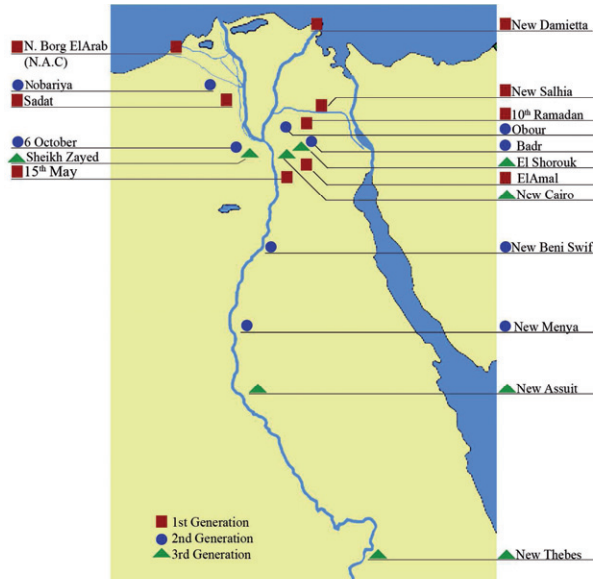 N. Borg ElArab
(N.A.C)
Nobariya
Sadat
6 October
Sheikh Zayed
15th May
New Damietta
New Salhia
10th Ramadan
Obour
Badr
El Shorouk
ElAmal
New Cairo
New Beni Swif
New Menya
New Assuit
New Thebes
1st Generation
2nd Generation
3rd Generation